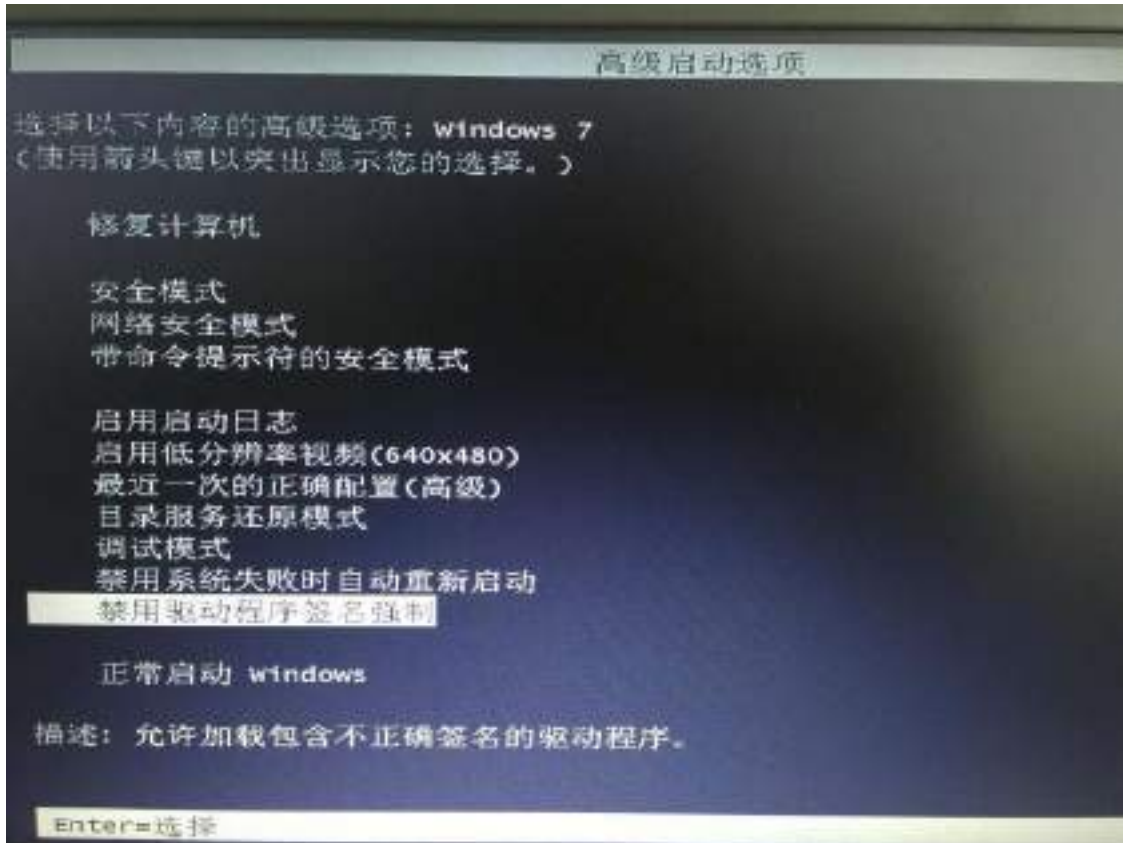 高级启动选项
选择以下内容的高级选项: Windows 7
(使用箭头键以突出显示您的选择。)
修复计算机
安全模式
网络安全模式
带命令提示符的安全模式
启用启动日志
启用低分辨率视频(640x480)
最近一次的正确配置(高级)
目录服务还原模式
调试模式
禁用系统失败时自动重新启动
禁用驱动程序签名强制
正常启动 Windows
描述: 允许加载包含不正确签名的驱动程序。
Enter=选择